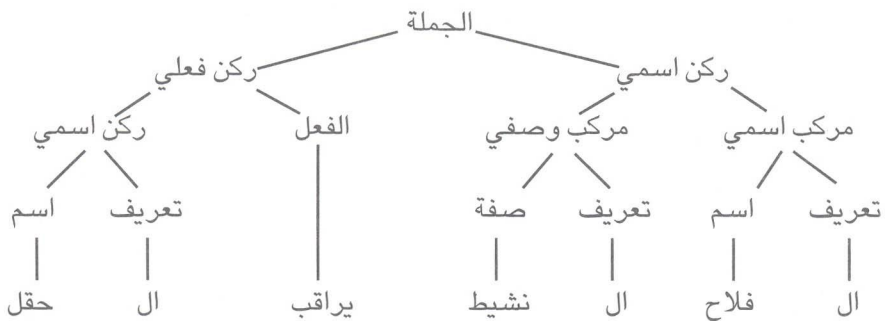 الجملة
ركن اسمي ركن فعلي
مركب اسمي مركب وصفي الفعل ركن اسمي
تعريف اسم تعريف صفة تعريف اسم
ال فلاح ال نشيط يراقب ال حقل